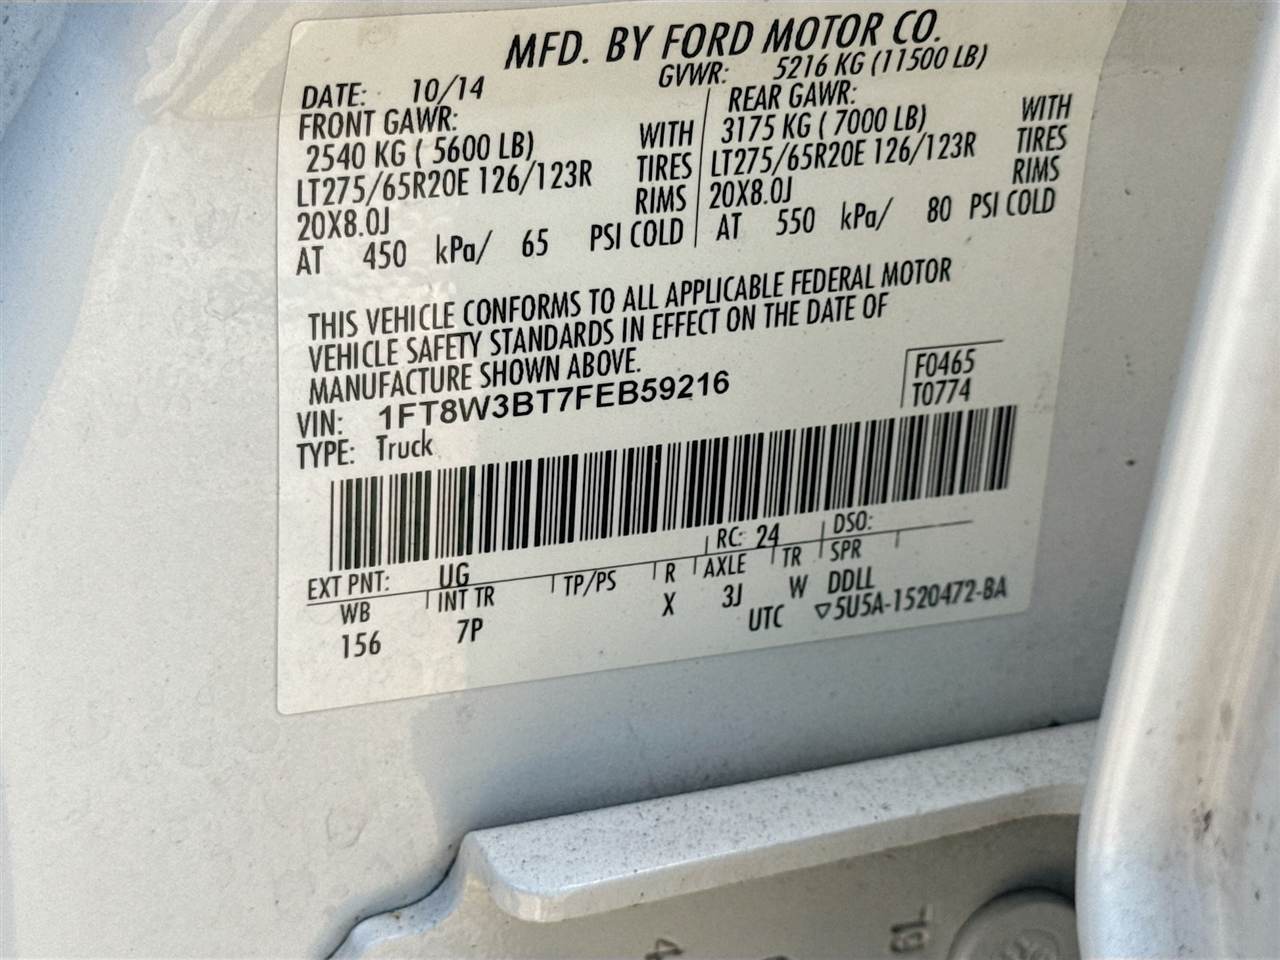 MFD. BY FORD MOTOR CO.
DATE: 10/14 GVWR: 5216 KG (11500 LB)
FRONT GAWR: REAR GAWR:
2540 KG ( 5600 LB) WITH 3175 KG ( 7000 LB) WITH
LT275/65R20E 126/123R TIRES LT275/65R20E 126/123R TIRES
20X8.0J RIMS 20X8.0J RIMS
AT 450 kPa/ 65 PSI COLD AT 550 kPa/ 80 PSI COLD
THIS VEHICLE CONFORMS TO ALL APPLICABLE FEDERAL MOTOR
VEHICLE SAFETY STANDARDS IN EFFECT ON THE DATE OF
MANUFACTURE SHOWN ABOVE.
VIN: 1FT8W3BT7FEB59216 F0465
TYPE: Truck T0774
EXT PNT: UG RC: 24 DSO:
WB INT TR TP/PS R AXLE TR SPR
156 7P X 3J W DDLL
UTC ▽5U5A-1520472-BA